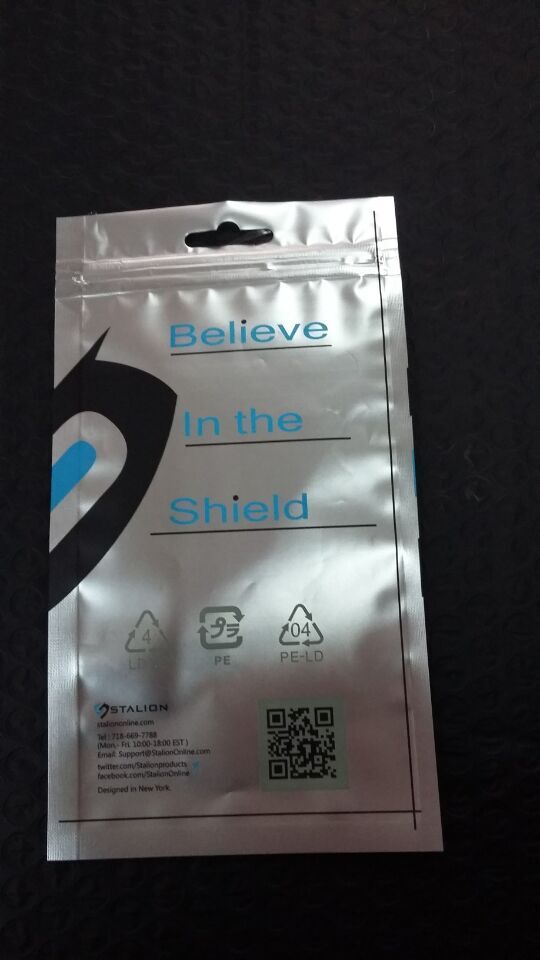 Believe
In the
Shield
4
LD
プラ
PE
04
PE-LD
STALION
staliononline.com
Tel : 718-669-7788
(Mon.- Fri. 10:00-18:00 EST )
Email: Support@StalionOnline.com
twitter.com/Stalionproducts
facebook.com/StalionOnline
Designed in New York.